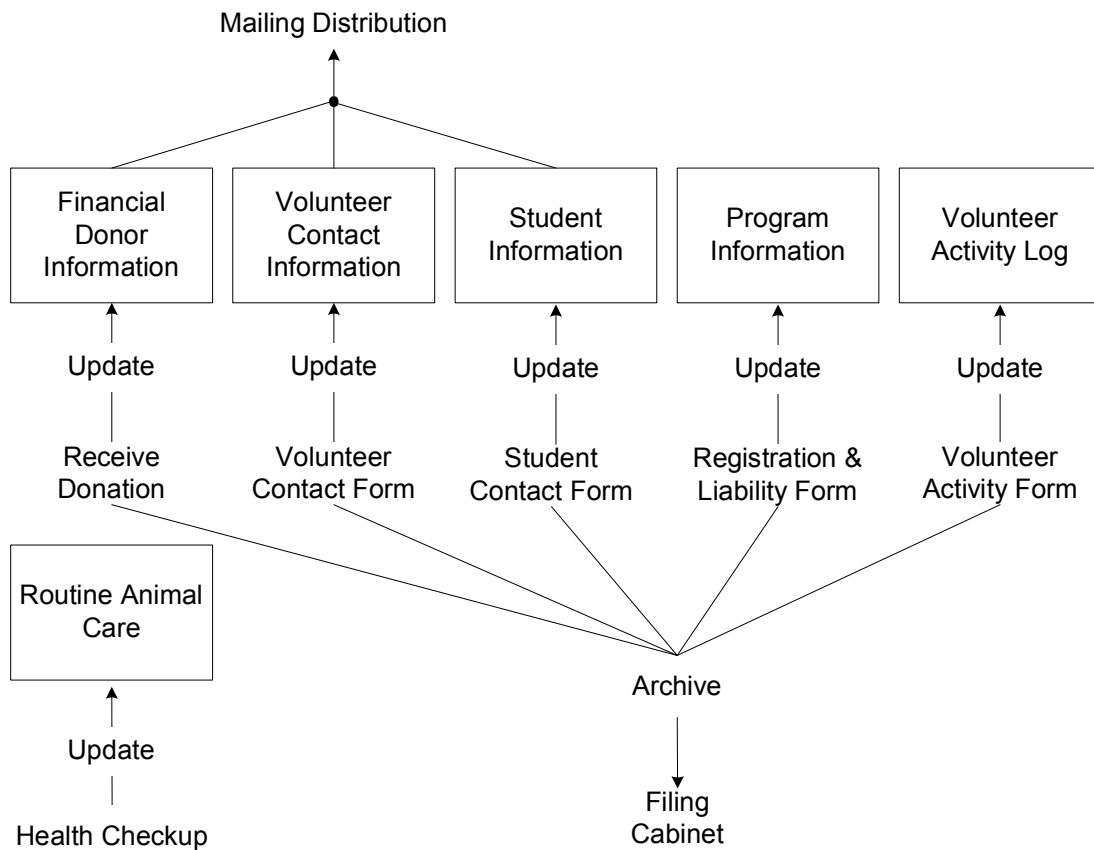 Mailing Distribution
Financial
Donor
Information
Volunteer
Contact
Information
Student
Information
Program
Information
Volunteer
Activity Log
Update
Update
Update
Update
Update
Receive
Donation
Volunteer
Contact Form
Student
Contact Form
Registration &
Liability Form
Volunteer
Activity Form
Routine Animal
Care
Archive
Update
Filing
Cabinet
Health Checkup